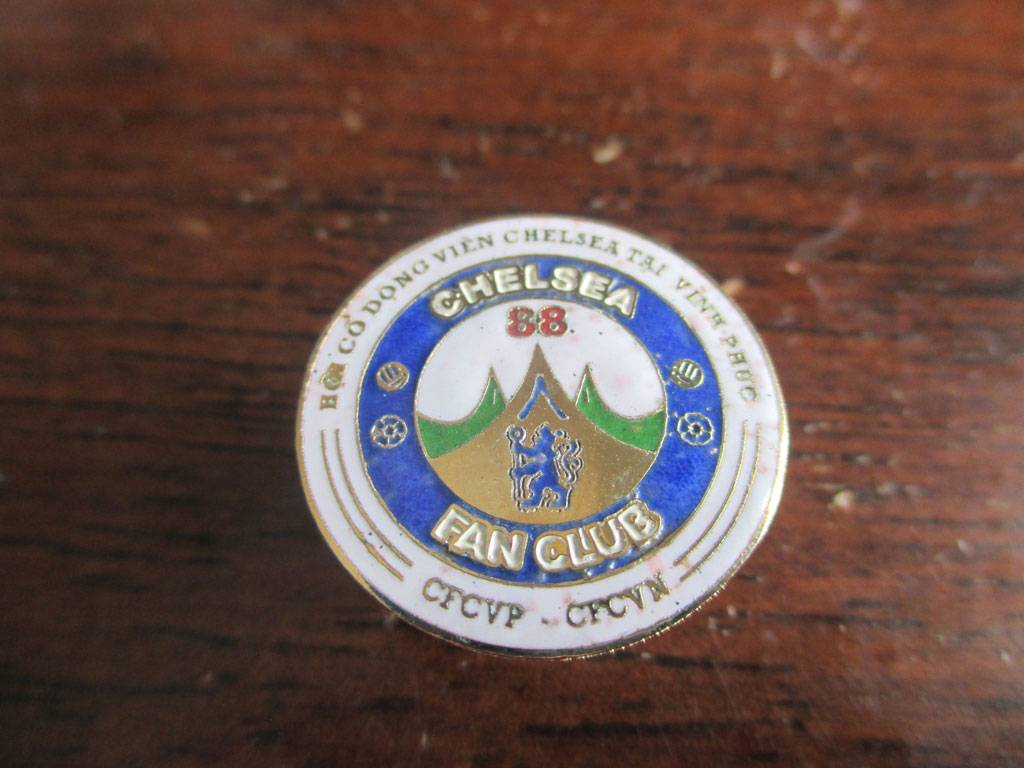 HỘI CỔ ĐỘNG VIÊN CHELSEA TẠI VĨNH PHÚC
CHELSEA
88
FAN CLUB
CFCVP - CFCVN